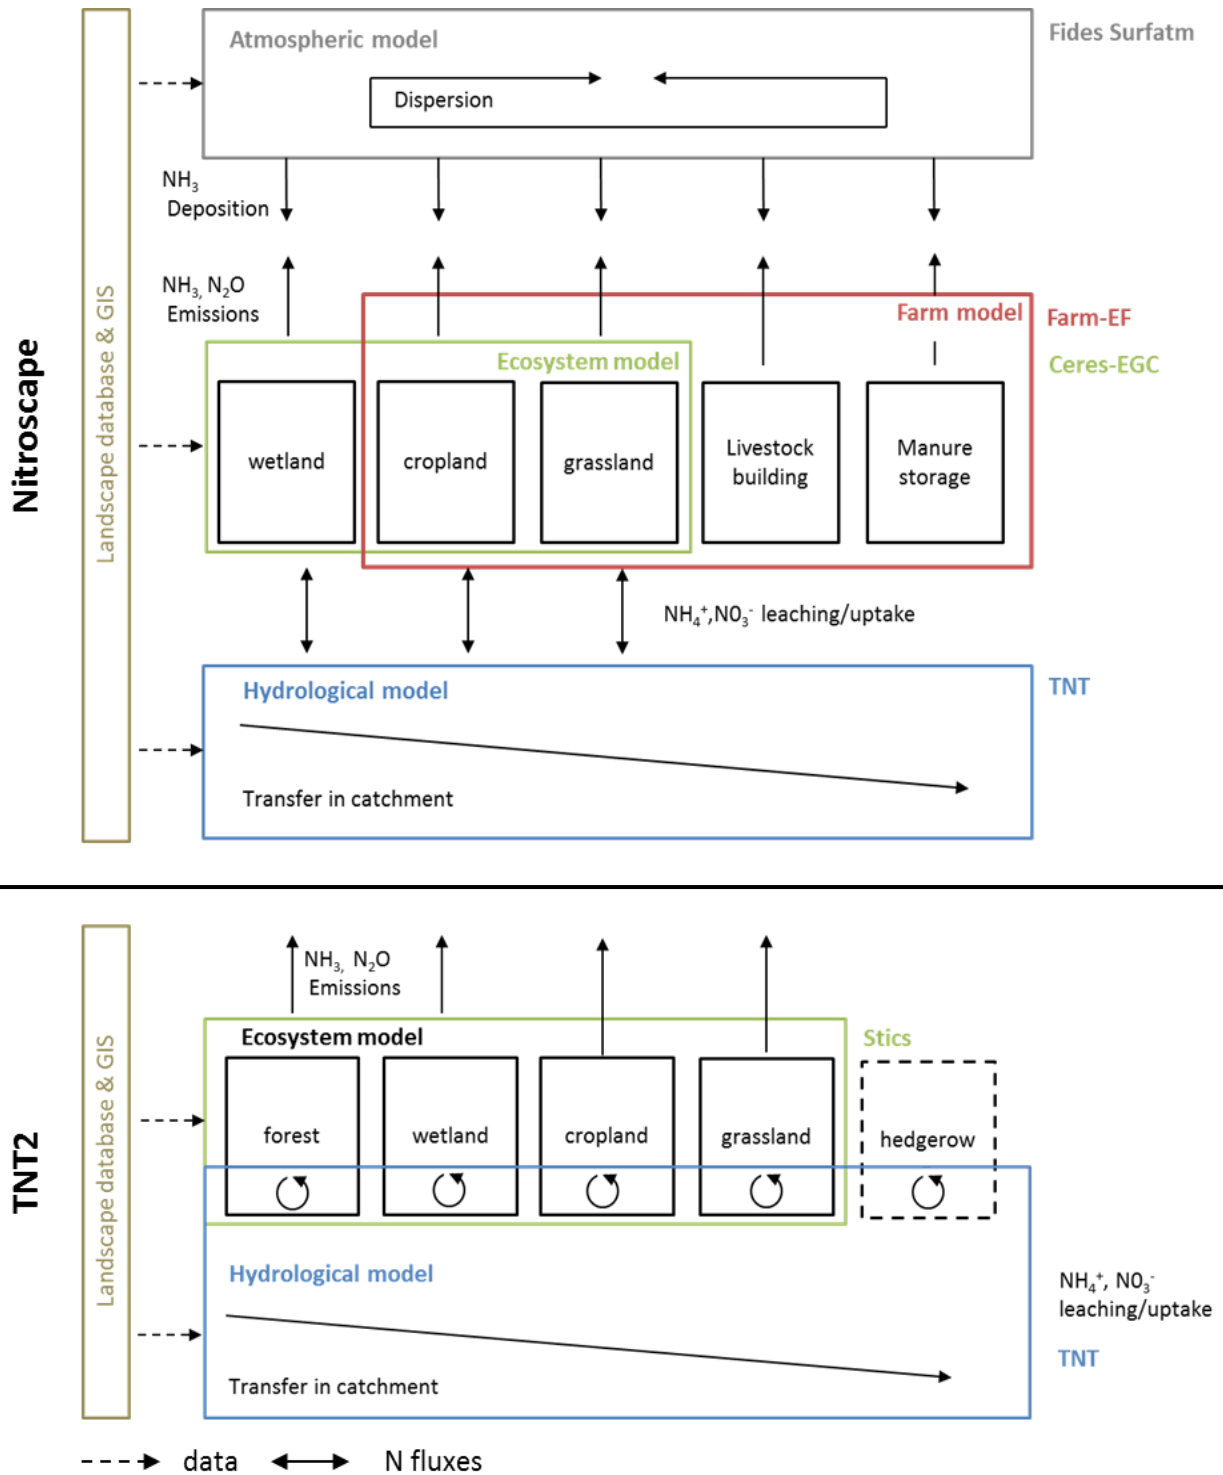 Nitroscape
Landscape database & GIS
Atmospheric model
Fides Surfatm
Dispersion
NH₃
Deposition
NH₃, N₂O
Emissions
Farm model
Farm-EF
Ecosystem model
Ceres-EGC
wetland
cropland
grassland
Livestock
building
Manure
storage
NH₄⁺,N0₃⁻ leaching/uptake
Hydrological model
TNT
Transfer in catchment
TNT2
Landscape database & GIS
NH₃, N₂O
Emissions
Ecosystem model
Stics
forest
wetland
cropland
grassland
hedgerow
Hydrological model
NH₄⁺, N0₃⁻
leaching/uptake
TNT
Transfer in catchment
data
N fluxes